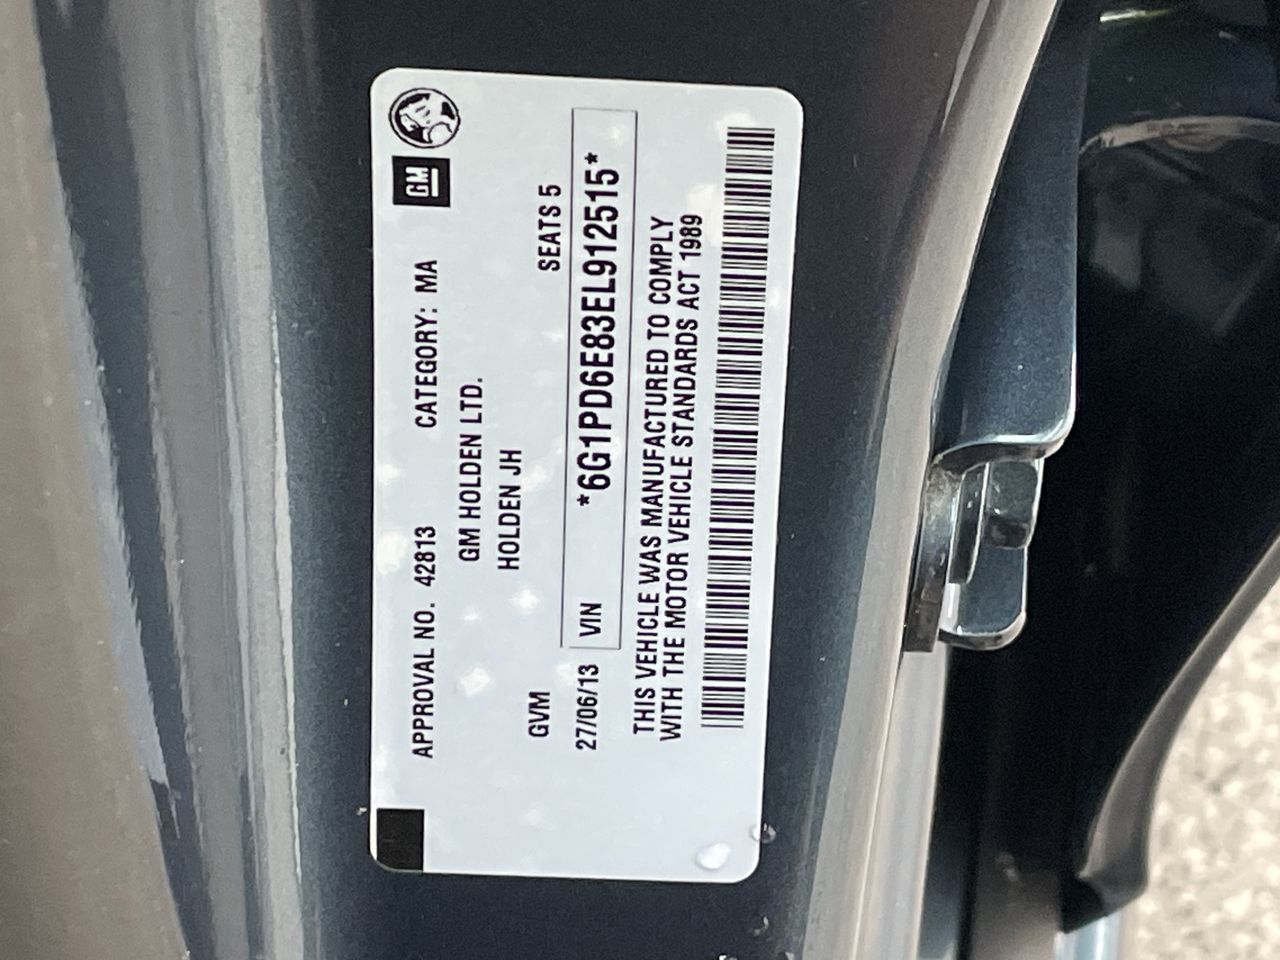 GM
APPROVAL NO. 42813 CATEGORY: MA
GM HOLDEN LTD.
HOLDEN JH
GVM SEATS 5
27/06/13 VIN *6G1PD6E83EL912515*
THIS VEHICLE WAS MANUFACTURED TO COMPLY
WITH THE MOTOR VEHICLE STANDARDS ACT 1989